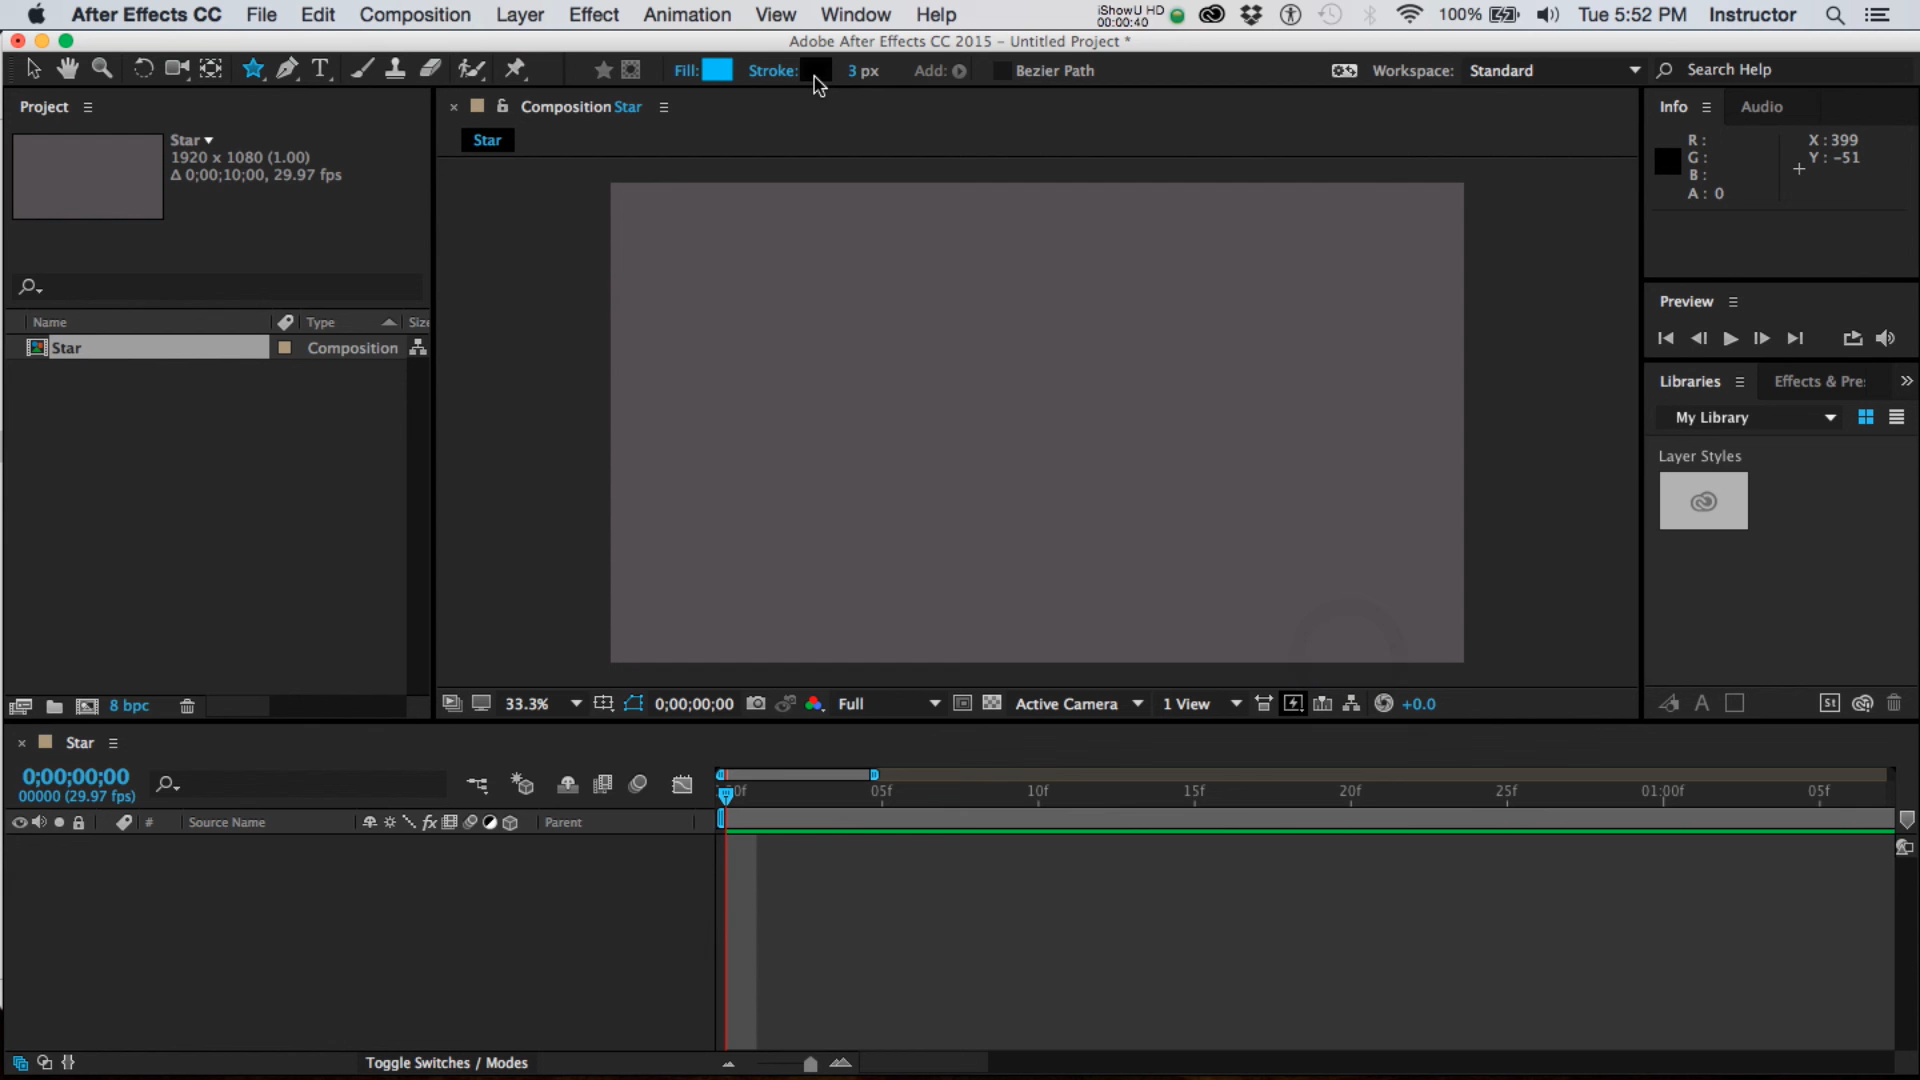 After Effects CC File Edit Composition Layer Effect Animation View Window Help iShowU HD 00:00:40 100% Tue 5:52 PM Instructor
Adobe After Effects CC 2015 – Untitled Project *
Fill: Stroke: 3 px Add: Bezier Path Workspace: Standard Search Help
Project
Composition Star
Info Audio
Star
1920 x 1080 (1.00)
Δ 0;00;10;00, 29.97 fps
Star
R :
G :
B :
A : 0
X : 399
Y : -51
Preview
Name Type Size
Star Composition
Libraries Effects & Pre
My Library
Layer Styles
8 bpc
33.3% 0;00;00;00 Full Active Camera 1 View +0.0
St
Star
0;00;00;00
00000 (29.97 fps)
05f 10f 15f 20f 25f 01:00f 05f
# Source Name fx Parent
Toggle Switches / Modes